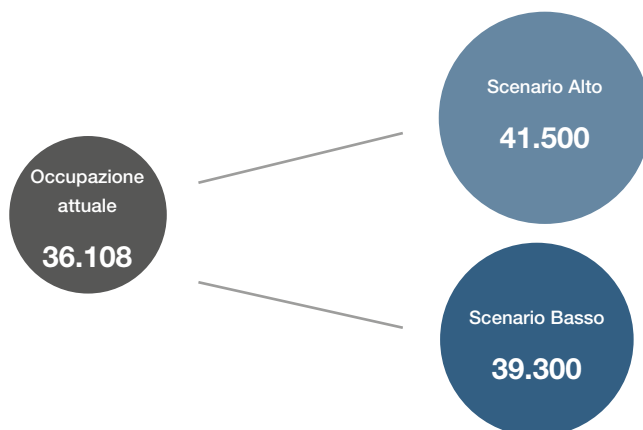 Scenario Alto
41.500
Occupazione
attuale
36.108
Scenario Basso
39.300